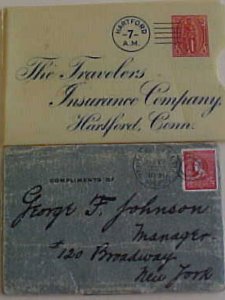 HARTFORD
-7-
A.M.
The Travelers
Insurance Company,
Hartford, Conn.
COMPLIMENTS OF
George F. Johnson
Manager.
#120 Broadway
New York